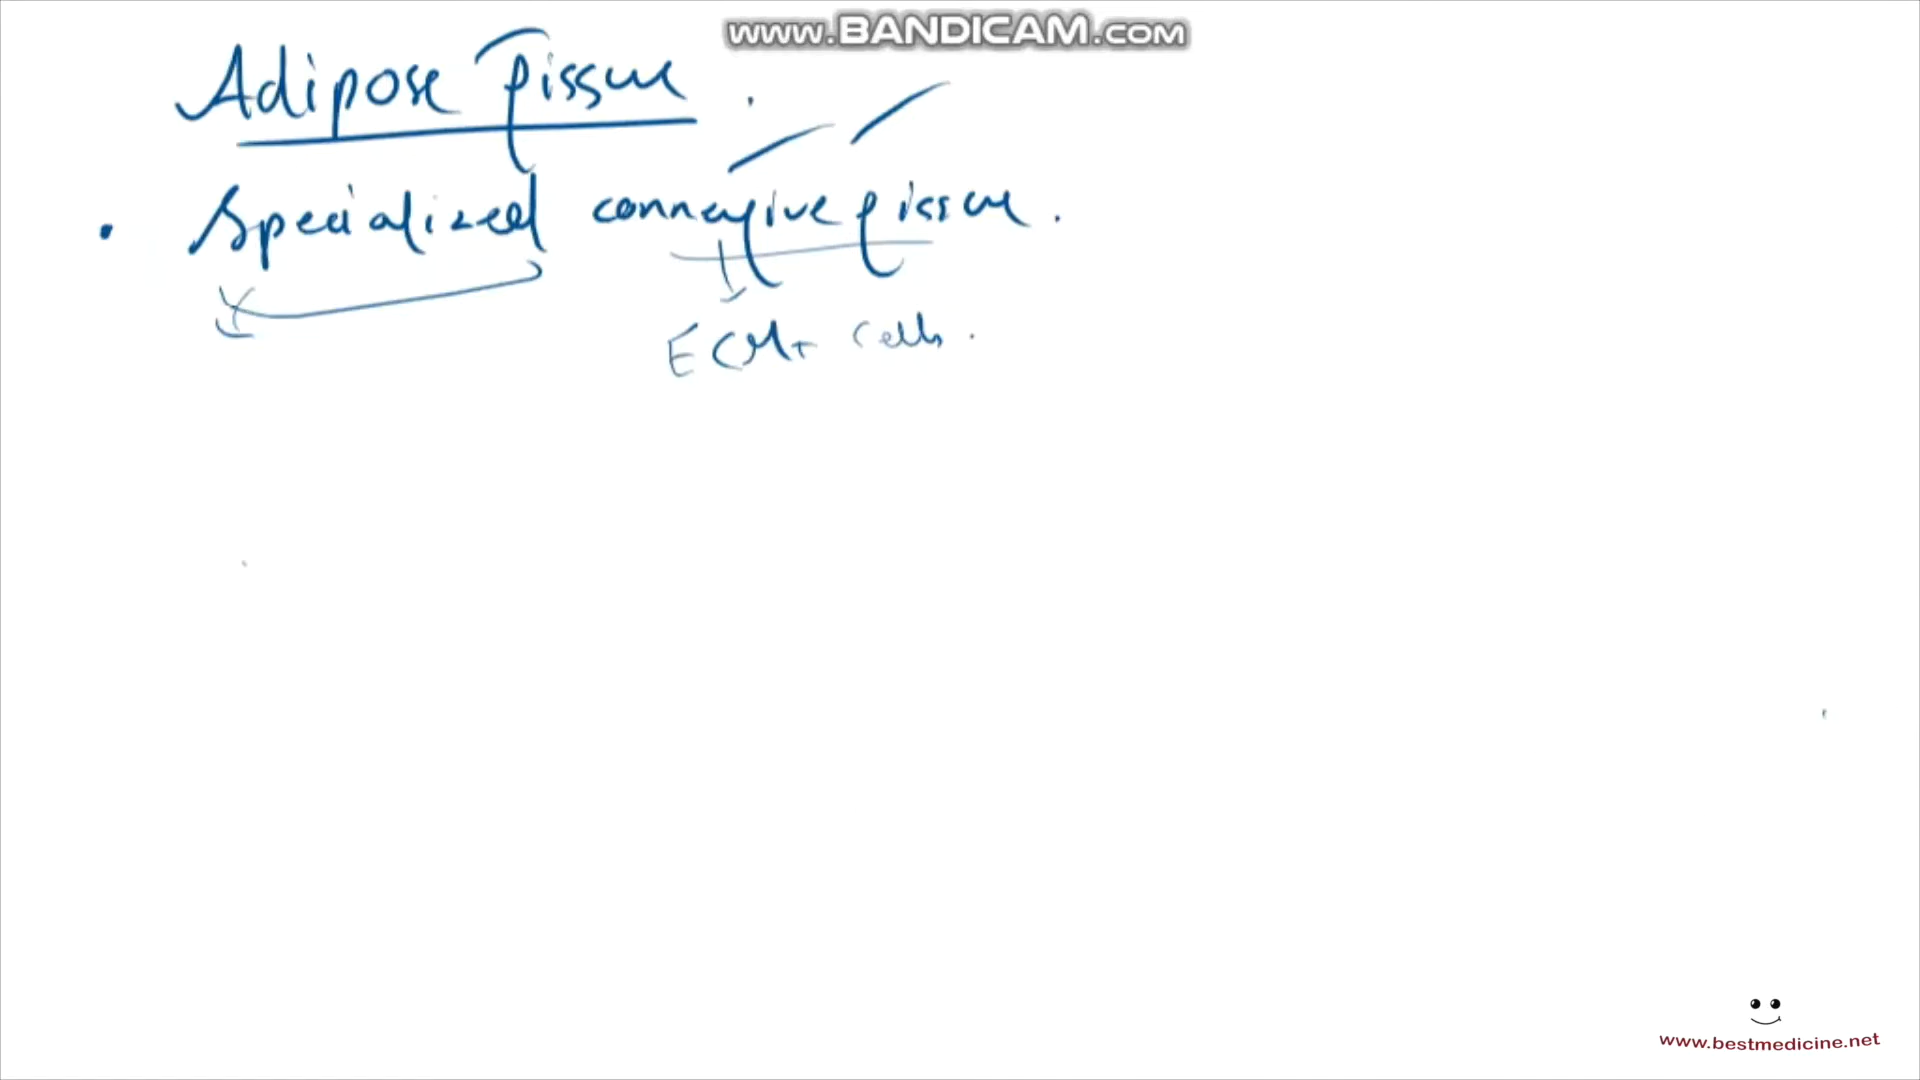 www.BANDICAM.com
Adipose Tissue.
• Specialized connective tissue.
ECM + Cells.
www.bestmedicine.net